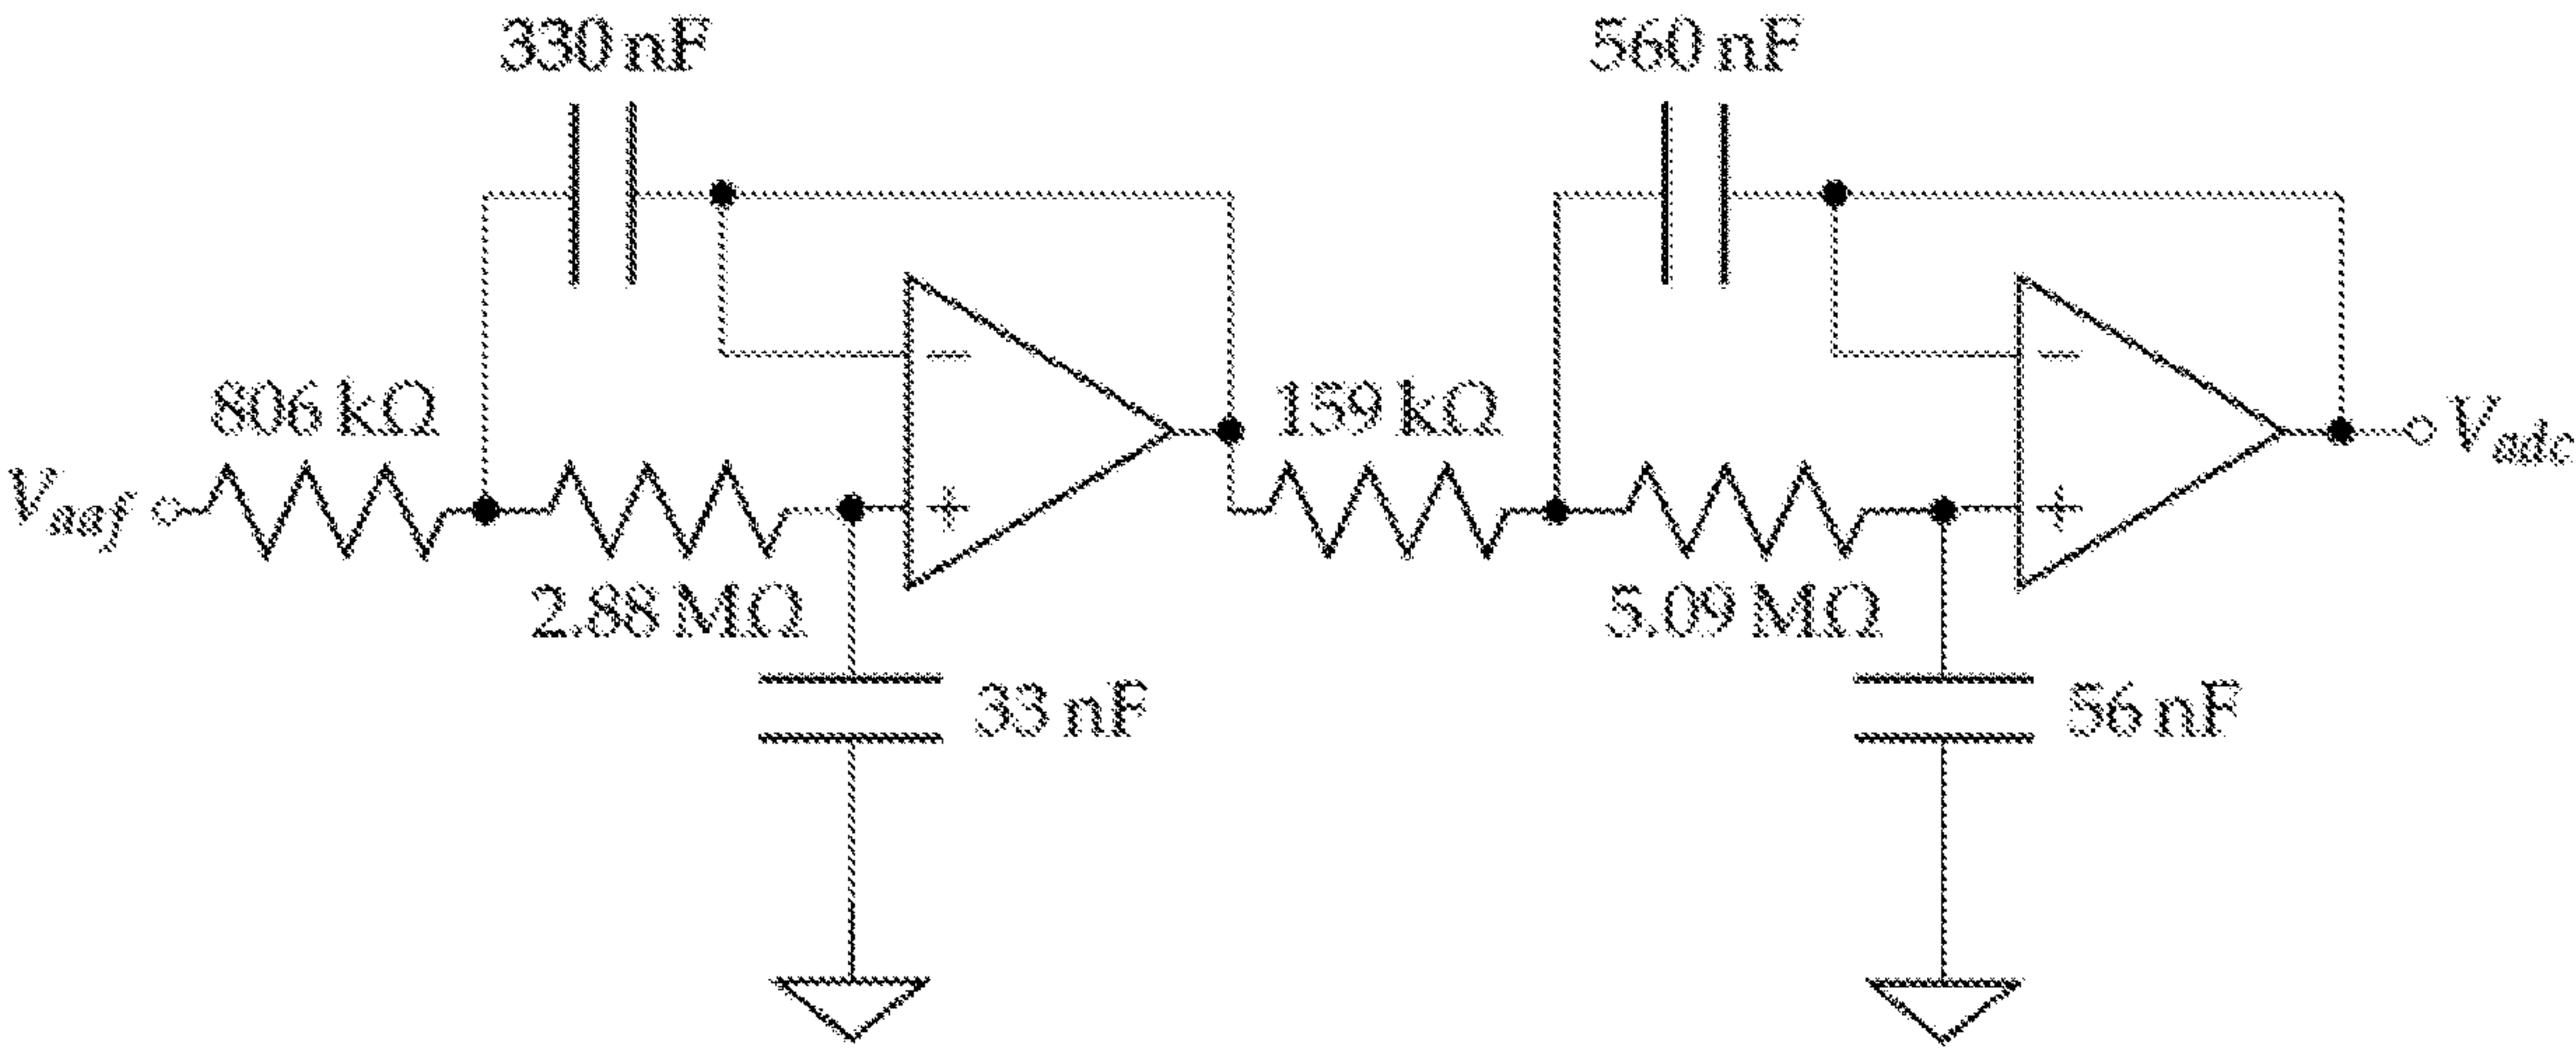 330 nF
560 nF
806 kΩ
159 kΩ
V_aaf
V_adc
2.88 MΩ
5.09 MΩ
33 nF
56 nF
−
+
−
+